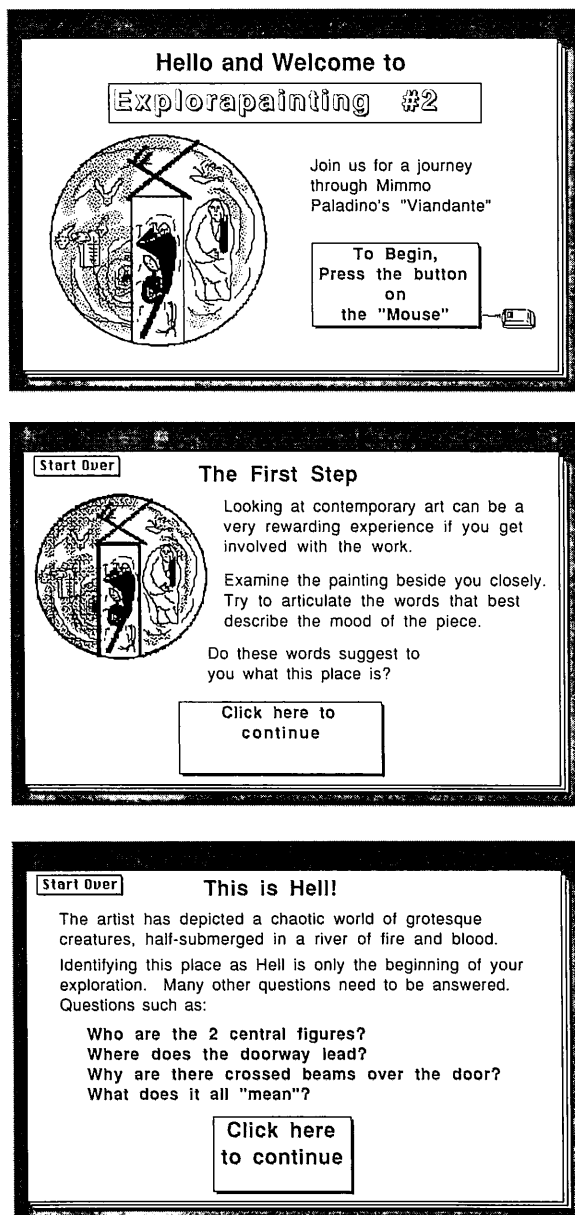 Hello and Welcome to
Explorapainting #2
Join us for a journey
through Mimmo
Paladino's "Viandante"
To Begin,
Press the button
on
the "Mouse"
Start Over
The First Step
Looking at contemporary art can be a
very rewarding experience if you get
involved with the work.
Examine the painting beside you closely.
Try to articulate the words that best
describe the mood of the piece.
Do these words suggest to
you what this place is?
Click here to
continue
Start Over
This is Hell!
The artist has depicted a chaotic world of grotesque
creatures, half-submerged in a river of fire and blood.
Identifying this place as Hell is only the beginning of your
exploration. Many other questions need to be answered.
Questions such as:
Who are the 2 central figures?
Where does the doorway lead?
Why are there crossed beams over the door?
What does it all "mean"?
Click here
to continue